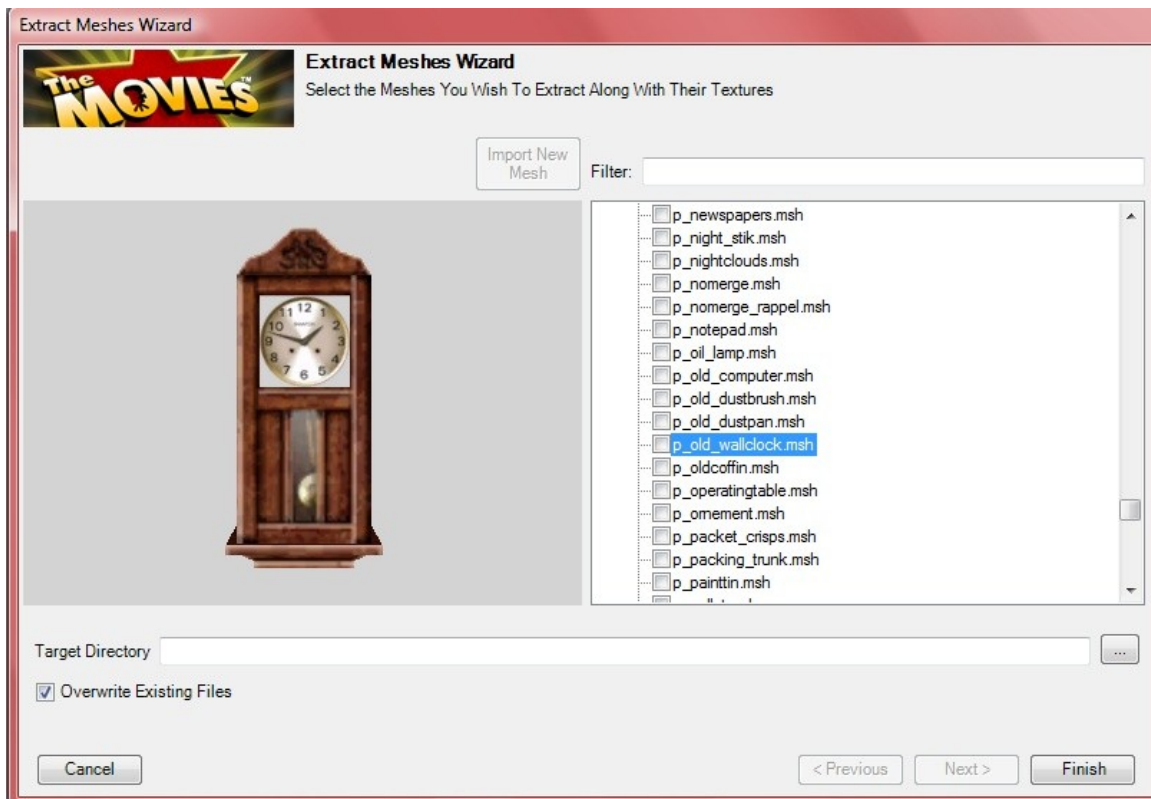 Extract Meshes Wizard
The MOVIES™
Extract Meshes Wizard
Select the Meshes You Wish To Extract Along With Their Textures
Import New
Mesh
Filter:
11 12 1
10 2
9 3
8 4
7 6 5
p_newspapers.msh
p_night_stik.msh
p_nightclouds.msh
p_nomerge.msh
p_nomerge_rappel.msh
p_notepad.msh
p_oil_lamp.msh
p_old_computer.msh
p_old_dustbrush.msh
p_old_dustpan.msh
p_old_wallclock.msh
p_oldcoffin.msh
p_operatingtable.msh
p_ornement.msh
p_packet_crisps.msh
p_packing_trunk.msh
p_painttin.msh
Target Directory
...
Overwrite Existing Files
Cancel
< Previous
Next >
Finish